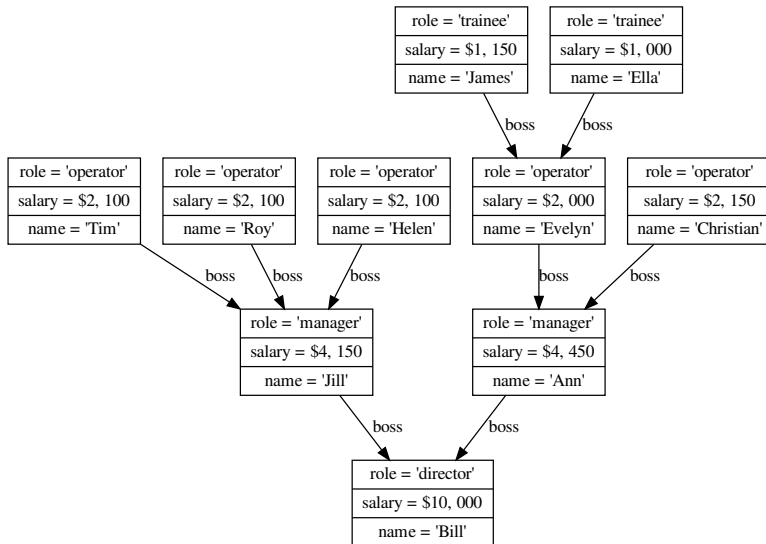 role = 'trainee'
salary = $1, 150
name = 'James'
role = 'trainee'
salary = $1, 000
name = 'Ella'
boss
boss
role = 'operator'
salary = $2, 100
name = 'Tim'
role = 'operator'
salary = $2, 100
name = 'Roy'
role = 'operator'
salary = $2, 100
name = 'Helen'
role = 'operator'
salary = $2, 000
name = 'Evelyn'
role = 'operator'
salary = $2, 150
name = 'Christian'
boss
boss
boss
boss
boss
role = 'manager'
salary = $4, 150
name = 'Jill'
role = 'manager'
salary = $4, 450
name = 'Ann'
boss
boss
role = 'director'
salary = $10, 000
name = 'Bill'